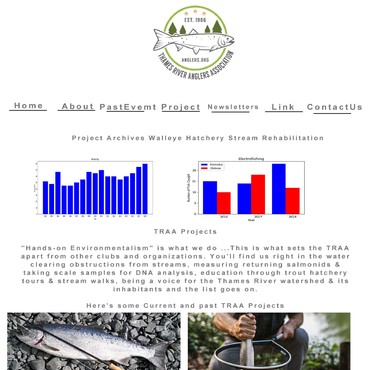 EST. 1986
ANGLERS.ORG
THAMES RIVER ANGLERS ASSOCIATION
Home About PastEvemt Project Newsletters Link ContactUs
Project Archives Walleye Hatchery Stream Rehabilitation
Electrofishing
TRAA Projects
"Hands-on Environmentalism" is what we do ...This is what sets the TRAA
apart from other clubs and organizations. You'll find us right in the water
clearing obstructions from streams, measuring returning salmonids &
taking scale samples for DNA analysis, education through trout hatchery
tours & stream walks, being a voice for the Thames River watershed & its
inhabitants and the list goes on.
Here's some Current and past TRAA Projects